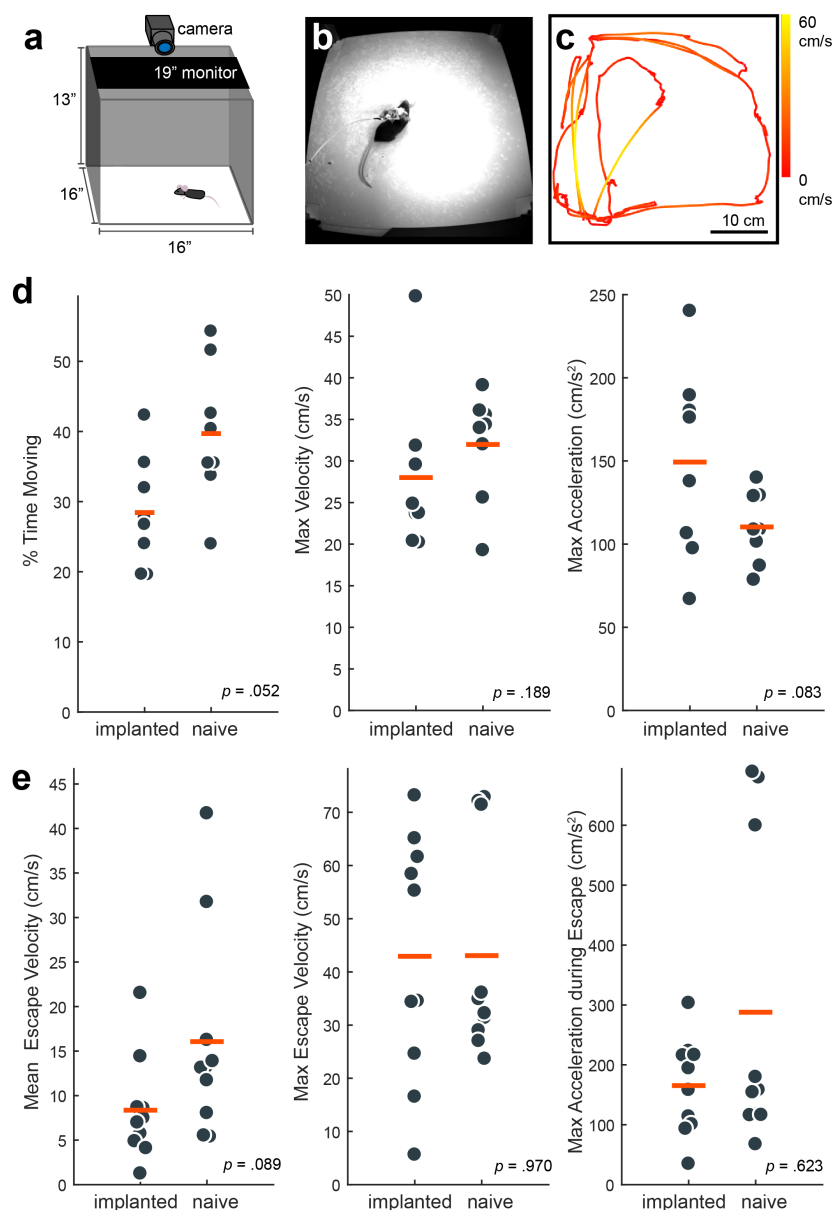 a
camera
19” monitor
13”
16”
16”
b
c
60
cm/s
0
cm/s
10 cm
d
% Time Moving
50
40
30
20
10
0
implanted
naive
p = .052
Max Velocity (cm/s)
50
45
40
35
30
25
20
15
10
5
0
implanted
naive
p = .189
Max Acceleration (cm/s²)
250
200
150
100
50
0
implanted
naive
p = .083
e
Mean Escape Velocity (cm/s)
45
40
35
30
25
20
15
10
5
0
implanted
naive
p = .089
Max Escape Velocity (cm/s)
70
60
50
40
30
20
10
0
implanted
naive
p = .970
Max Acceleration during Escape (cm/s²)
600
700
500
400
300
200
100
0
implanted
naive
p = .623